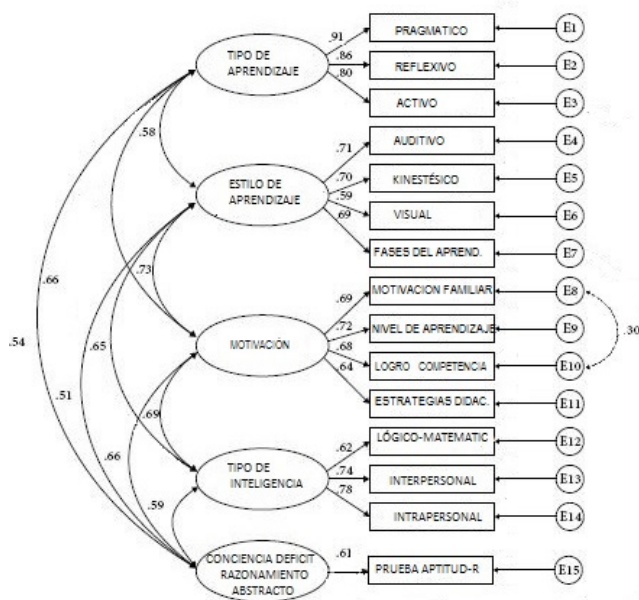 .91
PRAGMATICO
E1
TIPO DE
APRENDIZAJE
.86
REFLEXIVO
E2
.80
ACTIVO
E3
.58
.71
AUDITIVO
E4
ESTILO DE
APRENDIZAJE
.70
KINESTÉSICO
E5
.59
VISUAL
E6
.69
FASES DEL APREND.
E7
.66
.73
.69
MOTIVACION FAMILIAR
E8
.54
MOTIVACIÓN
.72
NIVEL DE APRENDIZAJE
E9
.30
.65
.68
LOGRO COMPETENCIA
E10
.51
.64
ESTRATEGIAS DIDAC.
E11
.69
.62
LÓGICO-MATEMATIC
E12
.66
TIPO DE
INTELIGENCIA
.74
INTERPERSONAL
E13
.59
.78
INTRAPERSONAL
E14
CONCIENCIA DEFICIT
RAZONAMIENTO
ABSTRACTO
.61
PRUEBA APTITUD-R
E15